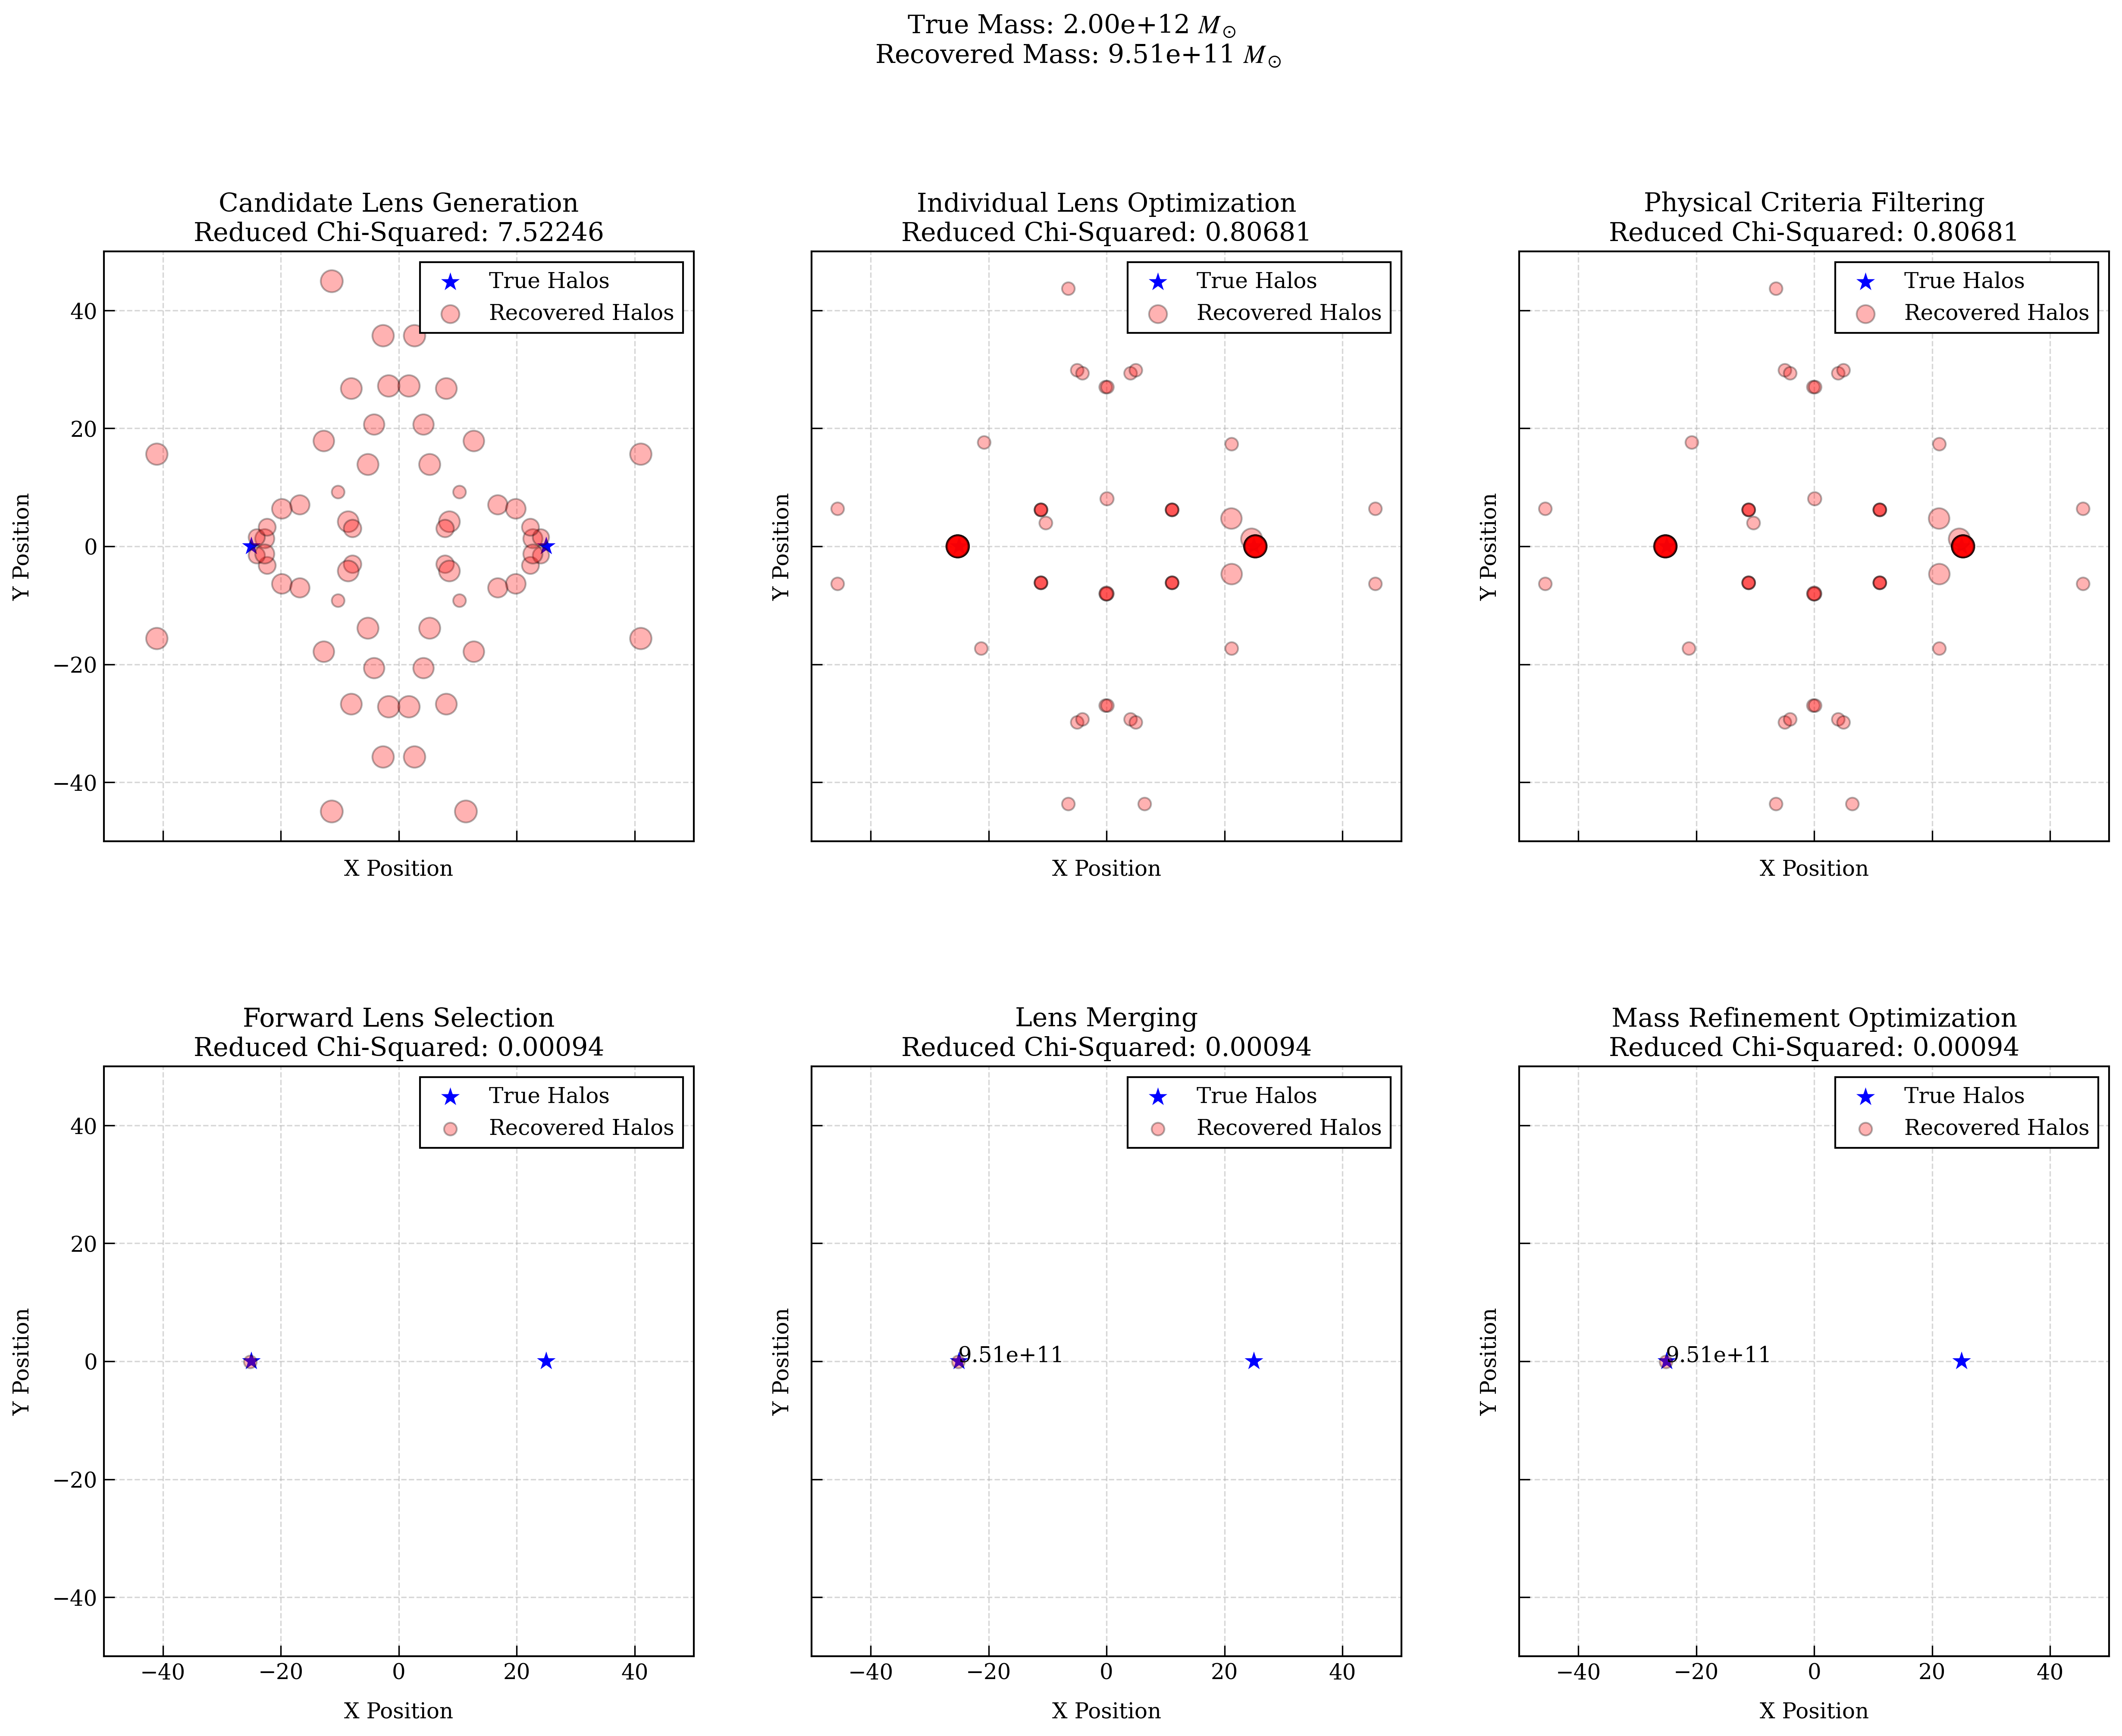 True Mass: 2.00e+12 M⊙
Recovered Mass: 9.51e+11 M⊙
Candidate Lens Generation
Reduced Chi-Squared: 7.52246
True Halos
Recovered Halos
40
20
0
−20
−40
Y Position
X Position
Individual Lens Optimization
Reduced Chi-Squared: 0.80681
True Halos
Recovered Halos
Y Position
X Position
Physical Criteria Filtering
Reduced Chi-Squared: 0.80681
True Halos
Recovered Halos
Y Position
X Position
Forward Lens Selection
Reduced Chi-Squared: 0.00094
True Halos
Recovered Halos
40
20
0
−20
−40
Y Position
−40 −20 0 20 40
X Position
Lens Merging
Reduced Chi-Squared: 0.00094
True Halos
Recovered Halos
9.51e+11
Y Position
−40 −20 0 20 40
X Position
Mass Refinement Optimization
Reduced Chi-Squared: 0.00094
True Halos
Recovered Halos
9.51e+11
Y Position
−40 −20 0 20 40
X Position